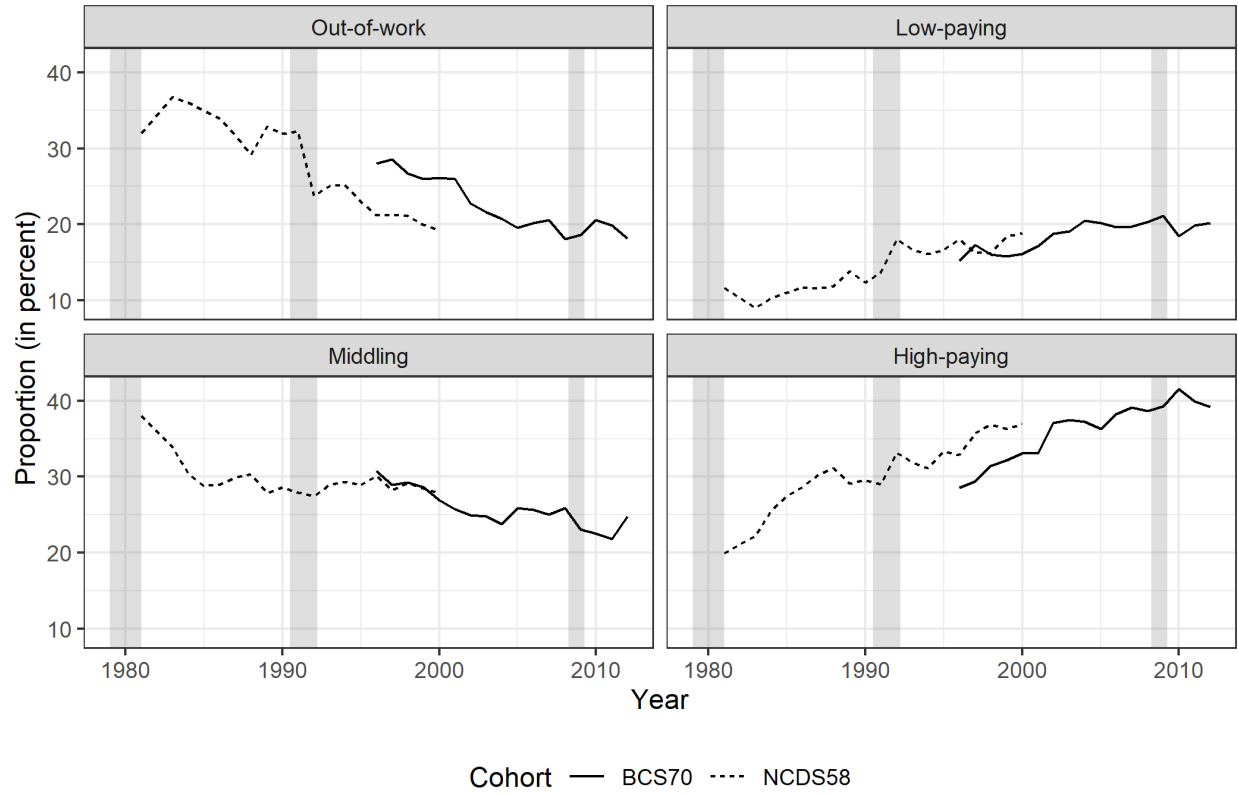 Out-of-work
Low-paying
40
30
20
10
Middling
High-paying
40
30
20
10
Proportion (in percent)
1980 1990 2000 2010
1980 1990 2000 2010
Year
Cohort BCS70 NCDS58